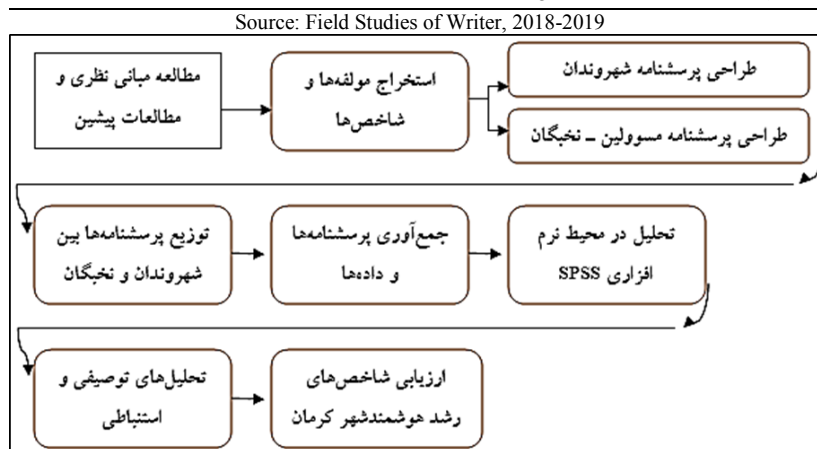 Source: Field Studies of Writer, 2018-2019
مطالعه مبانی نظری و
مطالعات پیشین
استخراج مولفه‌ها و
شاخص‌ها
طراحی پرسشنامه شهروندان
طراحی پرسشنامه مسوولین ـ نخبگان
توزیع پرسشنامه‌ها بین
شهروندان و نخبگان
جمع‌آوری پرسشنامه‌ها
و داده‌ها
تحلیل در محیط نرم
افزاری SPSS
تحلیل‌های توصیفی و
استنباطی
ارزیابی شاخص‌های
رشد هوشمندشهر کرمان